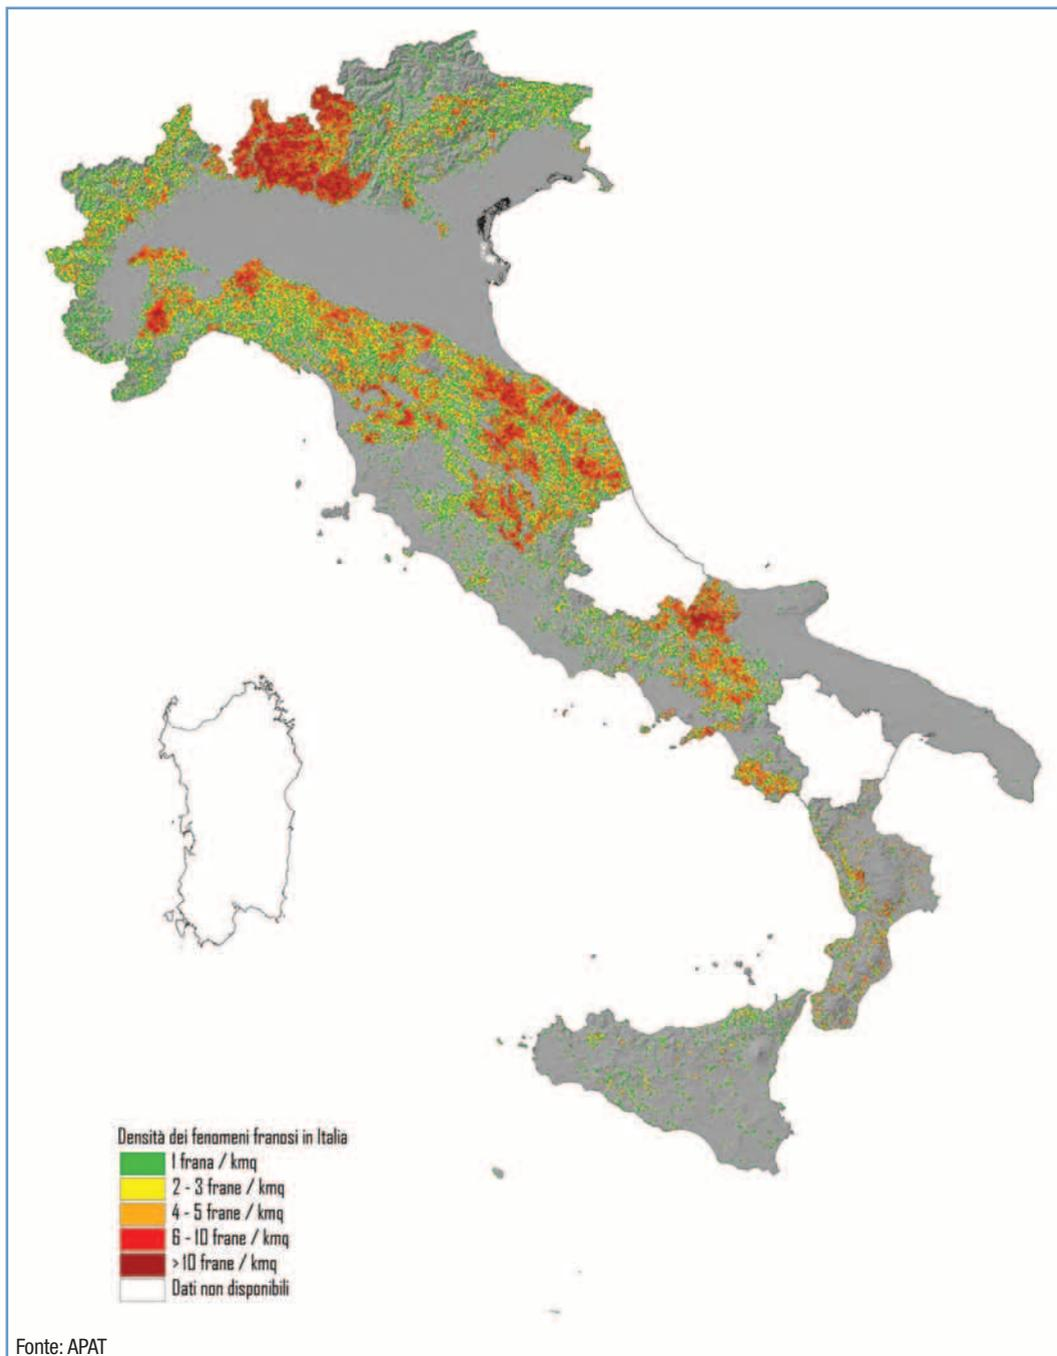 Densità dei fenomeni franosi in Italia
1 frana / kmq
2 - 3 frane / kmq
4 - 5 frane / kmq
6 - 10 frane / kmq
>10 frane / kmq
Dati non disponibili
Fonte: APAT